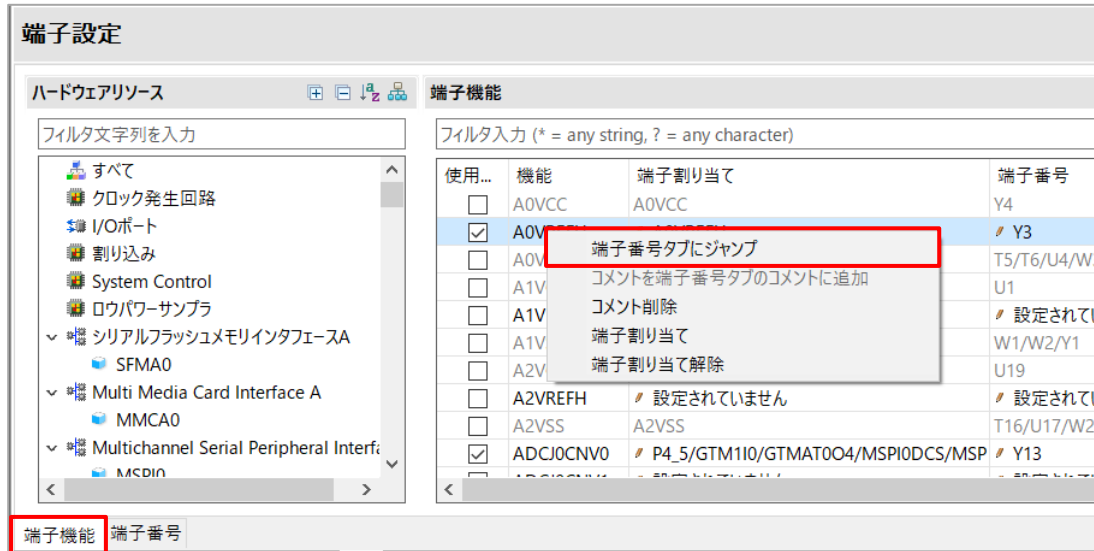 端子設定
ハードウェアリソース
フィルタ文字列を入力
すべて
クロック発生回路
I/Oポート
割り込み
System Control
ロウパワーサンプラ
シリアルフラッシュメモリインタフェースA
SFMA0
Multi Media Card Interface A
MMCA0
Multichannel Serial Peripheral Interfa
MSPI0
端子機能
フィルタ入力 (* = any string, ? = any character)
使用... 機能 端子割り当て 端子番号
A0VCC A0VCC Y4
Y3
A0V T5/T6/U4/W
A1V U1
A1V 設定されてい
A1V W1/W2/Y1
A2V U19
A2VREFH 設定されていません 設定されてい
A2VSS A2VSS T16/U17/W2
ADCJ0CNV0 P4_5/GTM1I0/GTMAT0O4/MSPI0DCS/MSP Y13
端子番号タブにジャンプ
コメントを端子番号タブのコメントに追加
コメント削除
端子割り当て
端子割り当て解除
端子機能 端子番号